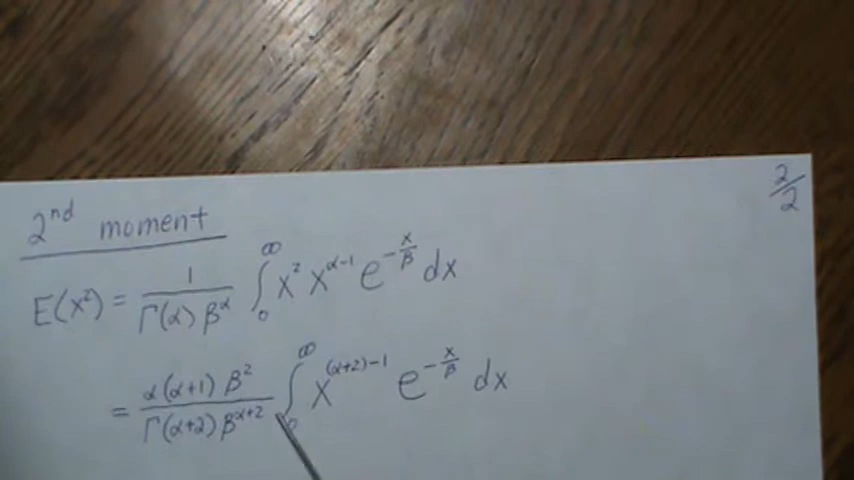 2/2
2nd moment
E(x²) = 1/(Γ(α) β^α) ∫₀^∞ x² x^(α-1) e^(-x/β) dx
= α(α+1) β²/(Γ(α+2) β^(α+2)) ∫₀^∞ x^((α+2)-1) e^(-x/β) dx